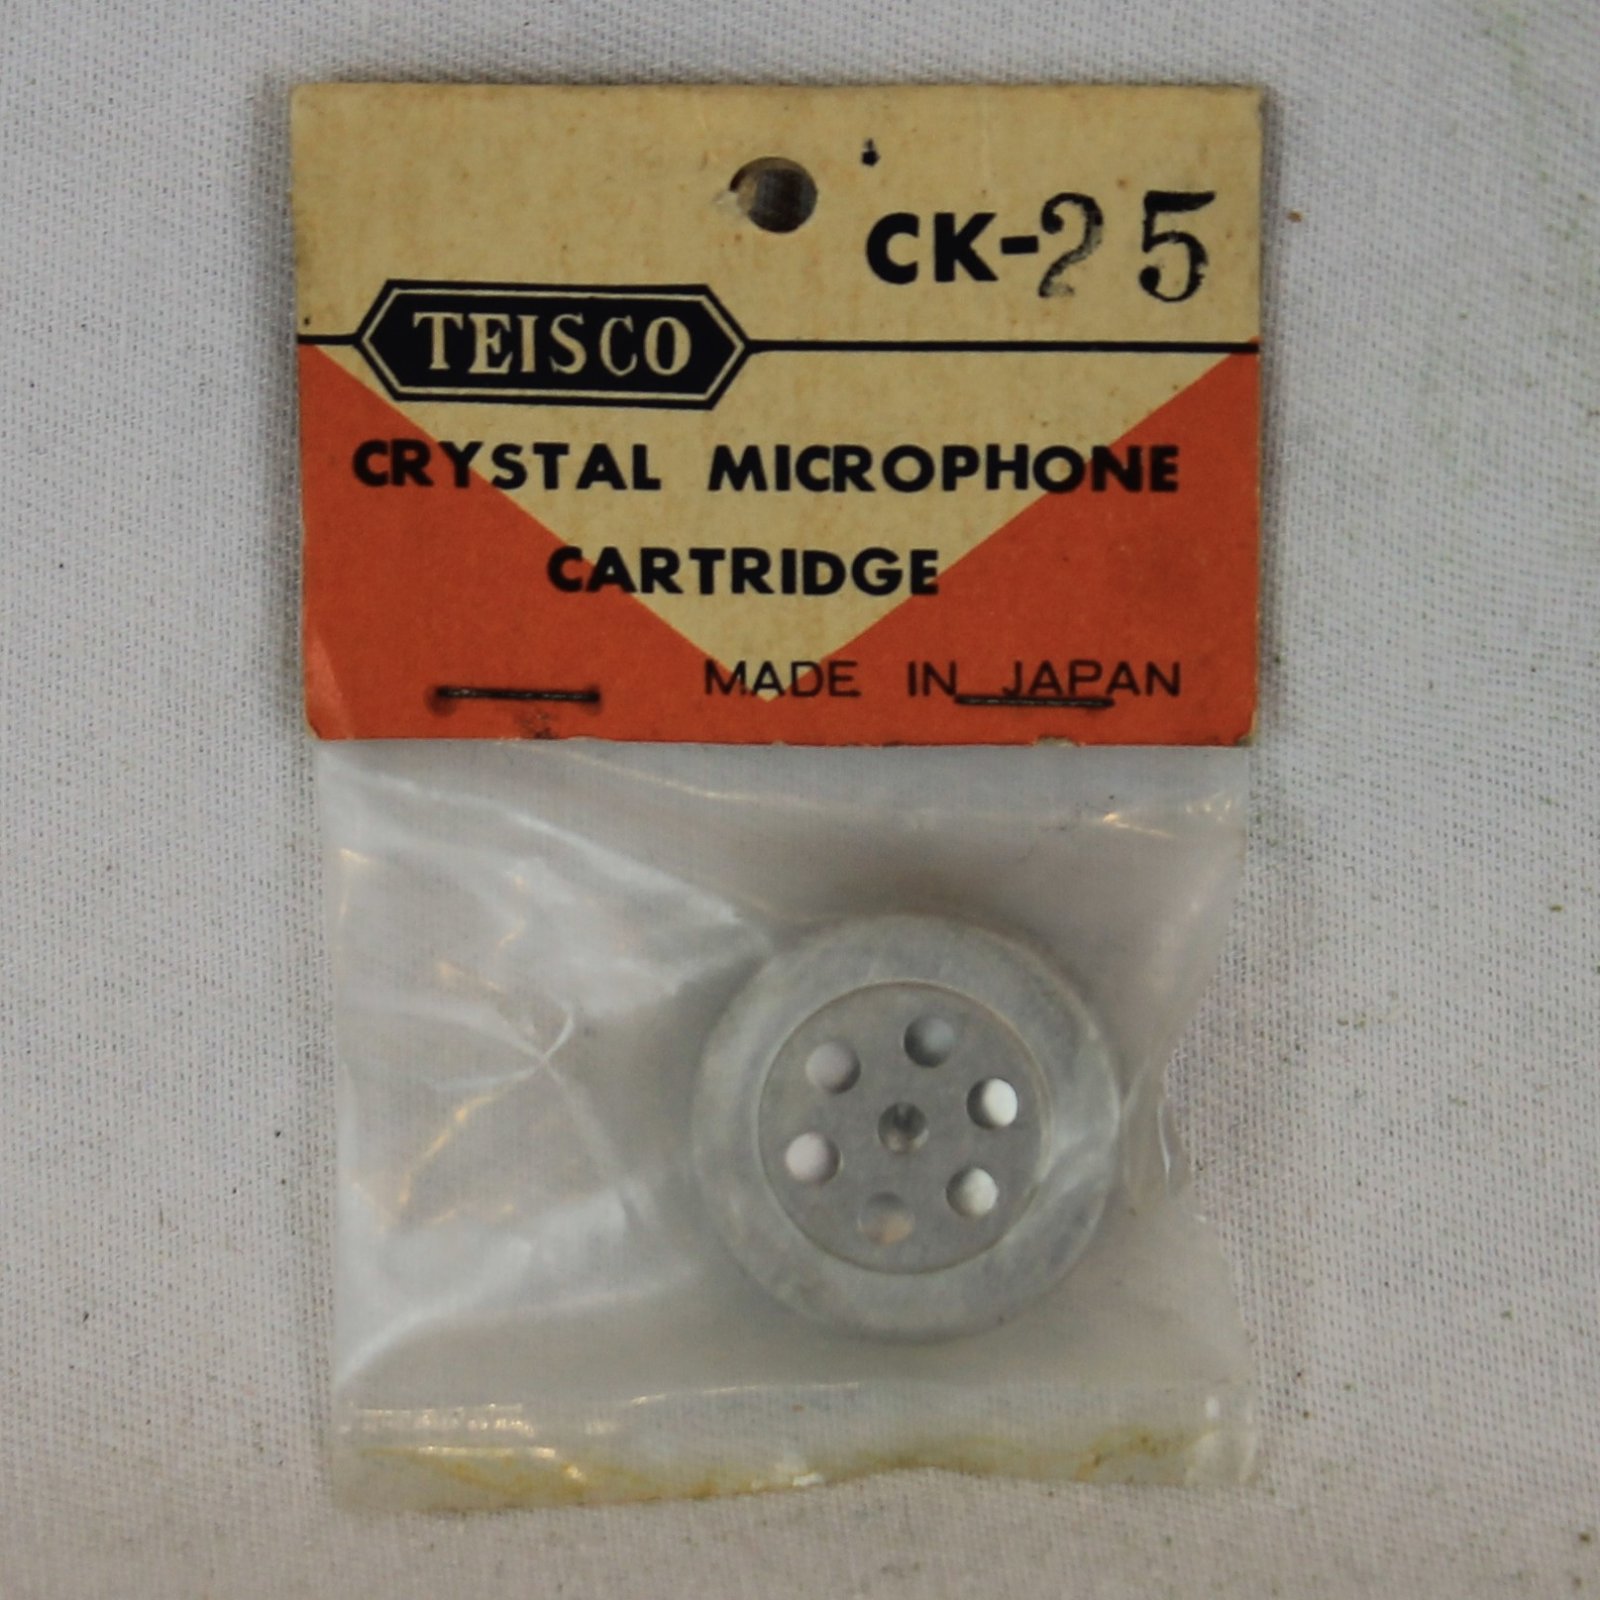 CK-25
TEISCO
CRYSTAL MICROPHONE
CARTRIDGE
MADE IN JAPAN